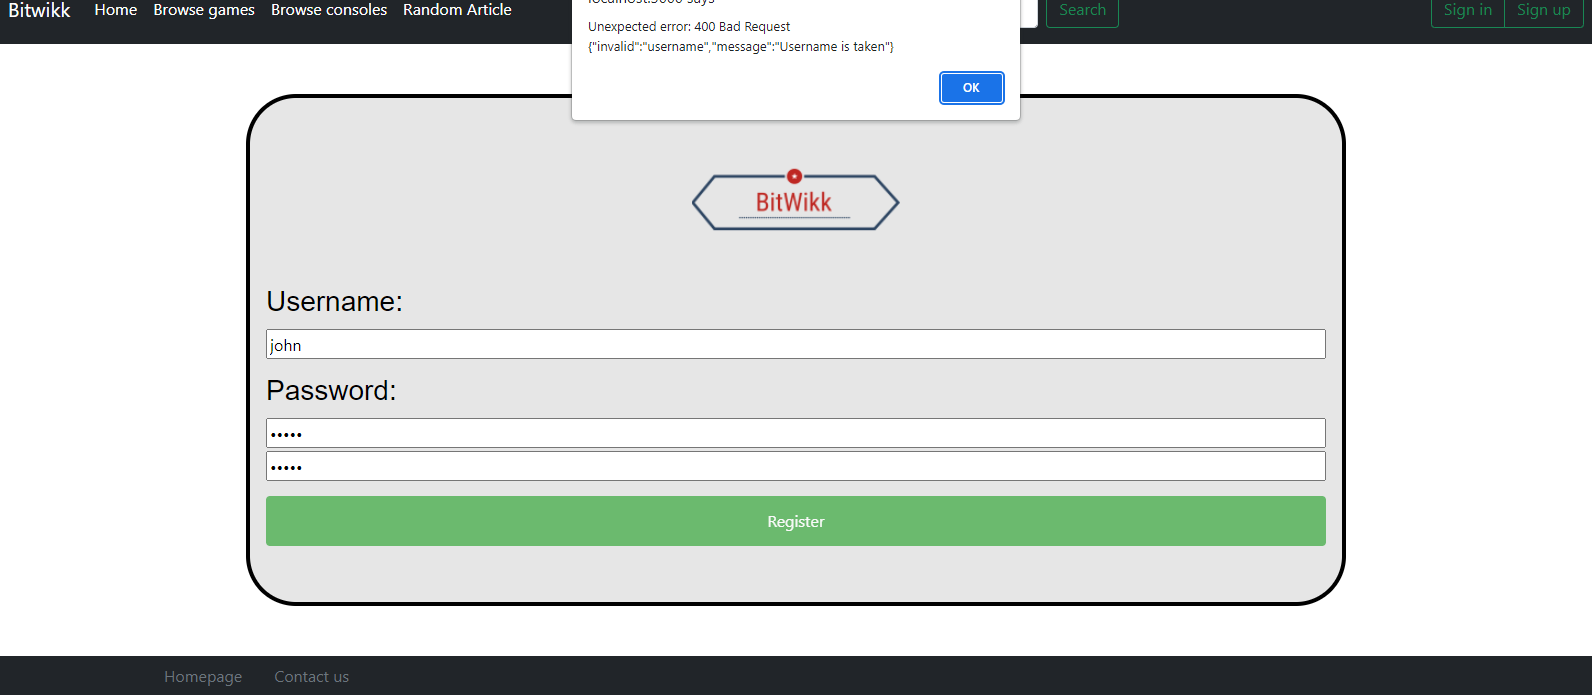 Bitwikk Home Browse games Browse consoles Random Article Search Sign in Sign up
says
Unexpected error: 400 Bad Request
{"invalid":"username","message":"Username is taken"}
OK
BitWikk
Username:
john
Password:
•••••
•••••
Register
Homepage Contact us